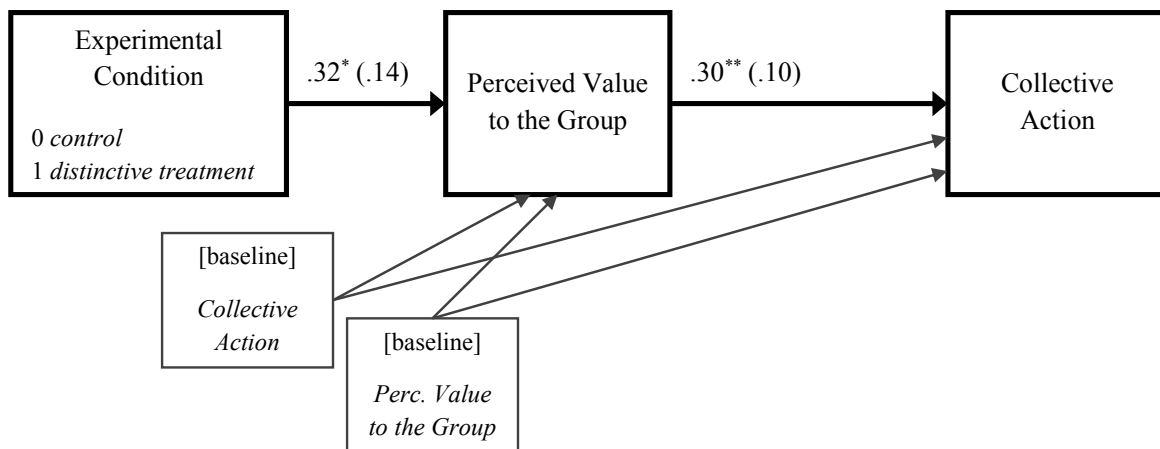 Experimental
Condition
0 control
1 distinctive treatment
.32* (.14)
Perceived Value
to the Group
.30** (.10)
Collective
Action
[baseline]
Collective
Action
[baseline]
Perc. Value
to the Group